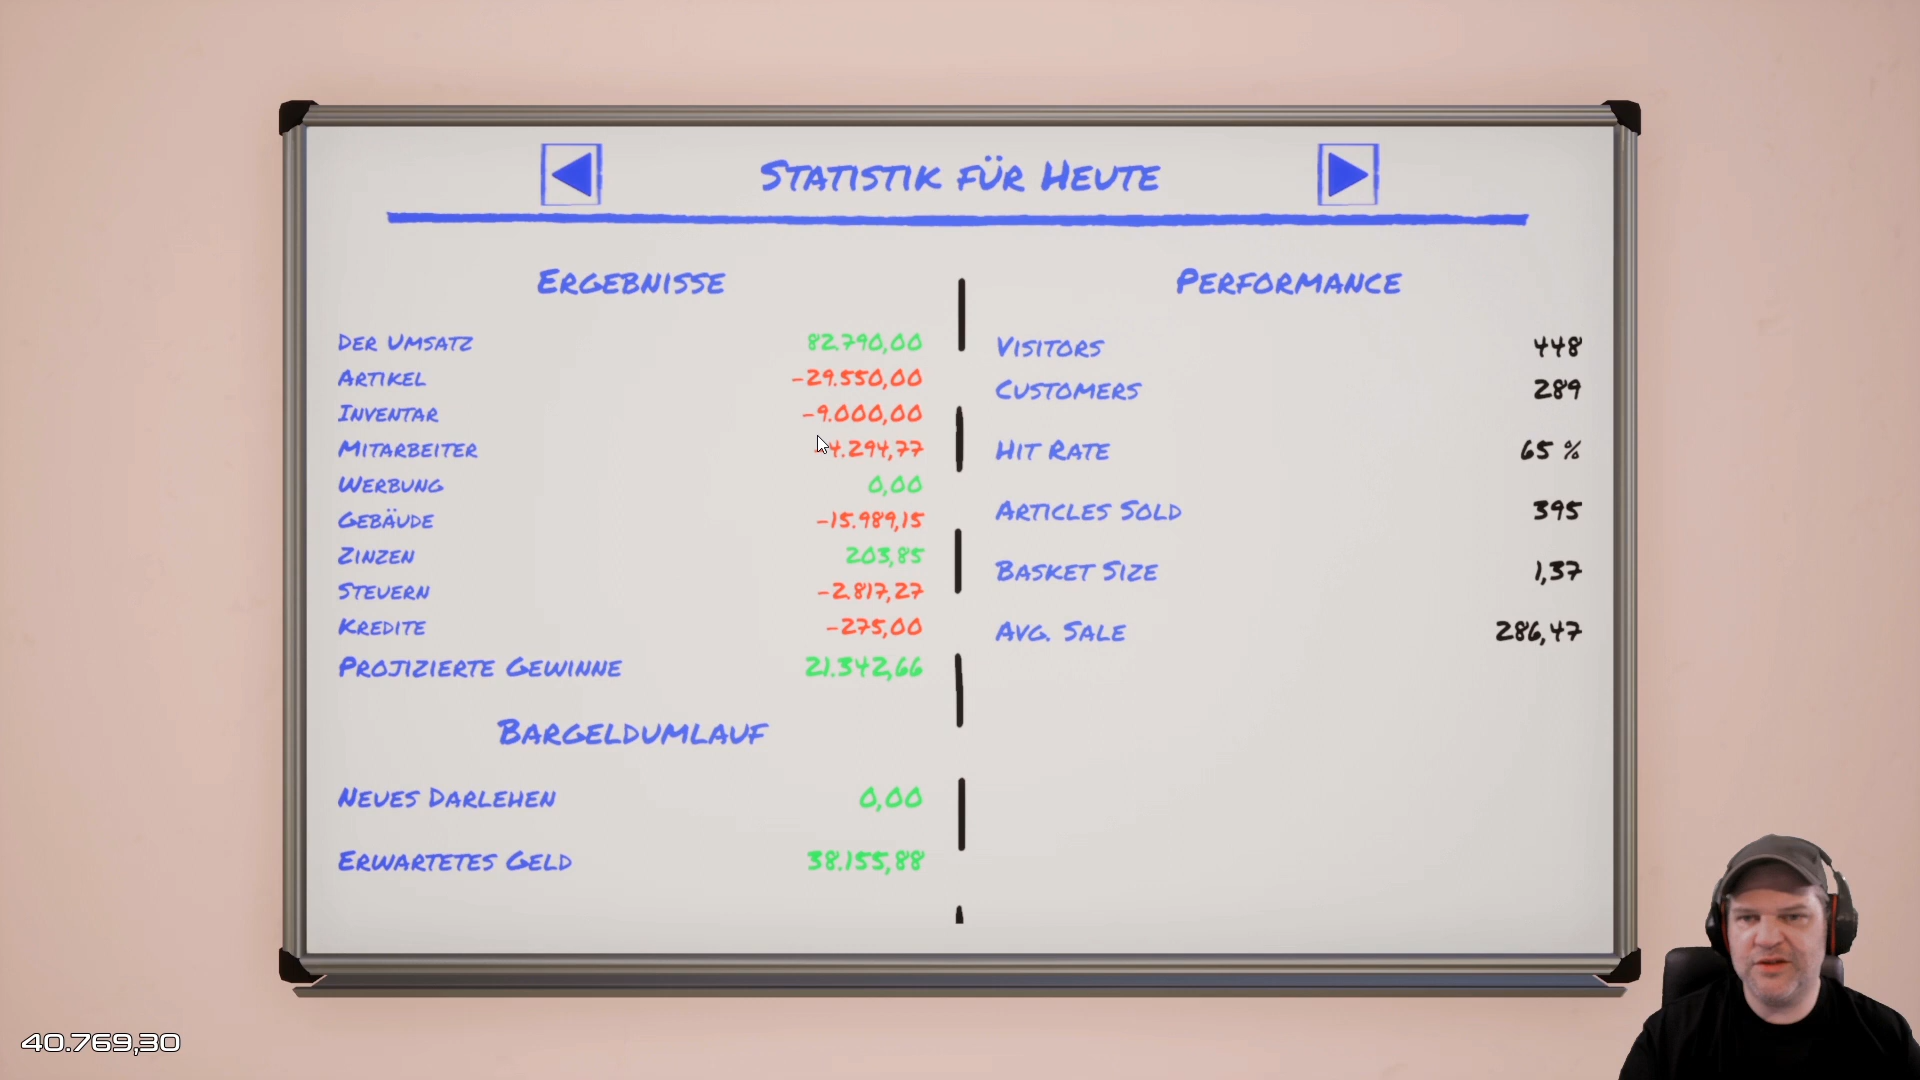 Statistik für Heute
Ergebnisse
Der Umsatz 82.790,00
Artikel -29.550,00
Inventar -9.000,00
Mitarbeiter -4.294,77
Werbung 0,00
Gebäude -15.989,15
Zinzen 203,85
Steuern -2.817,27
Kredite -275,00
Projizierte Gewinne 21.342,66
Bargeldumlauf
Neues Darlehen 0,00
Erwartetes Geld 38.155,88
Performance
Visitors 448
Customers 289
Hit Rate 65 %
Articles Sold 395
Basket Size 1,37
Avg. Sale 286,47
40.769,30